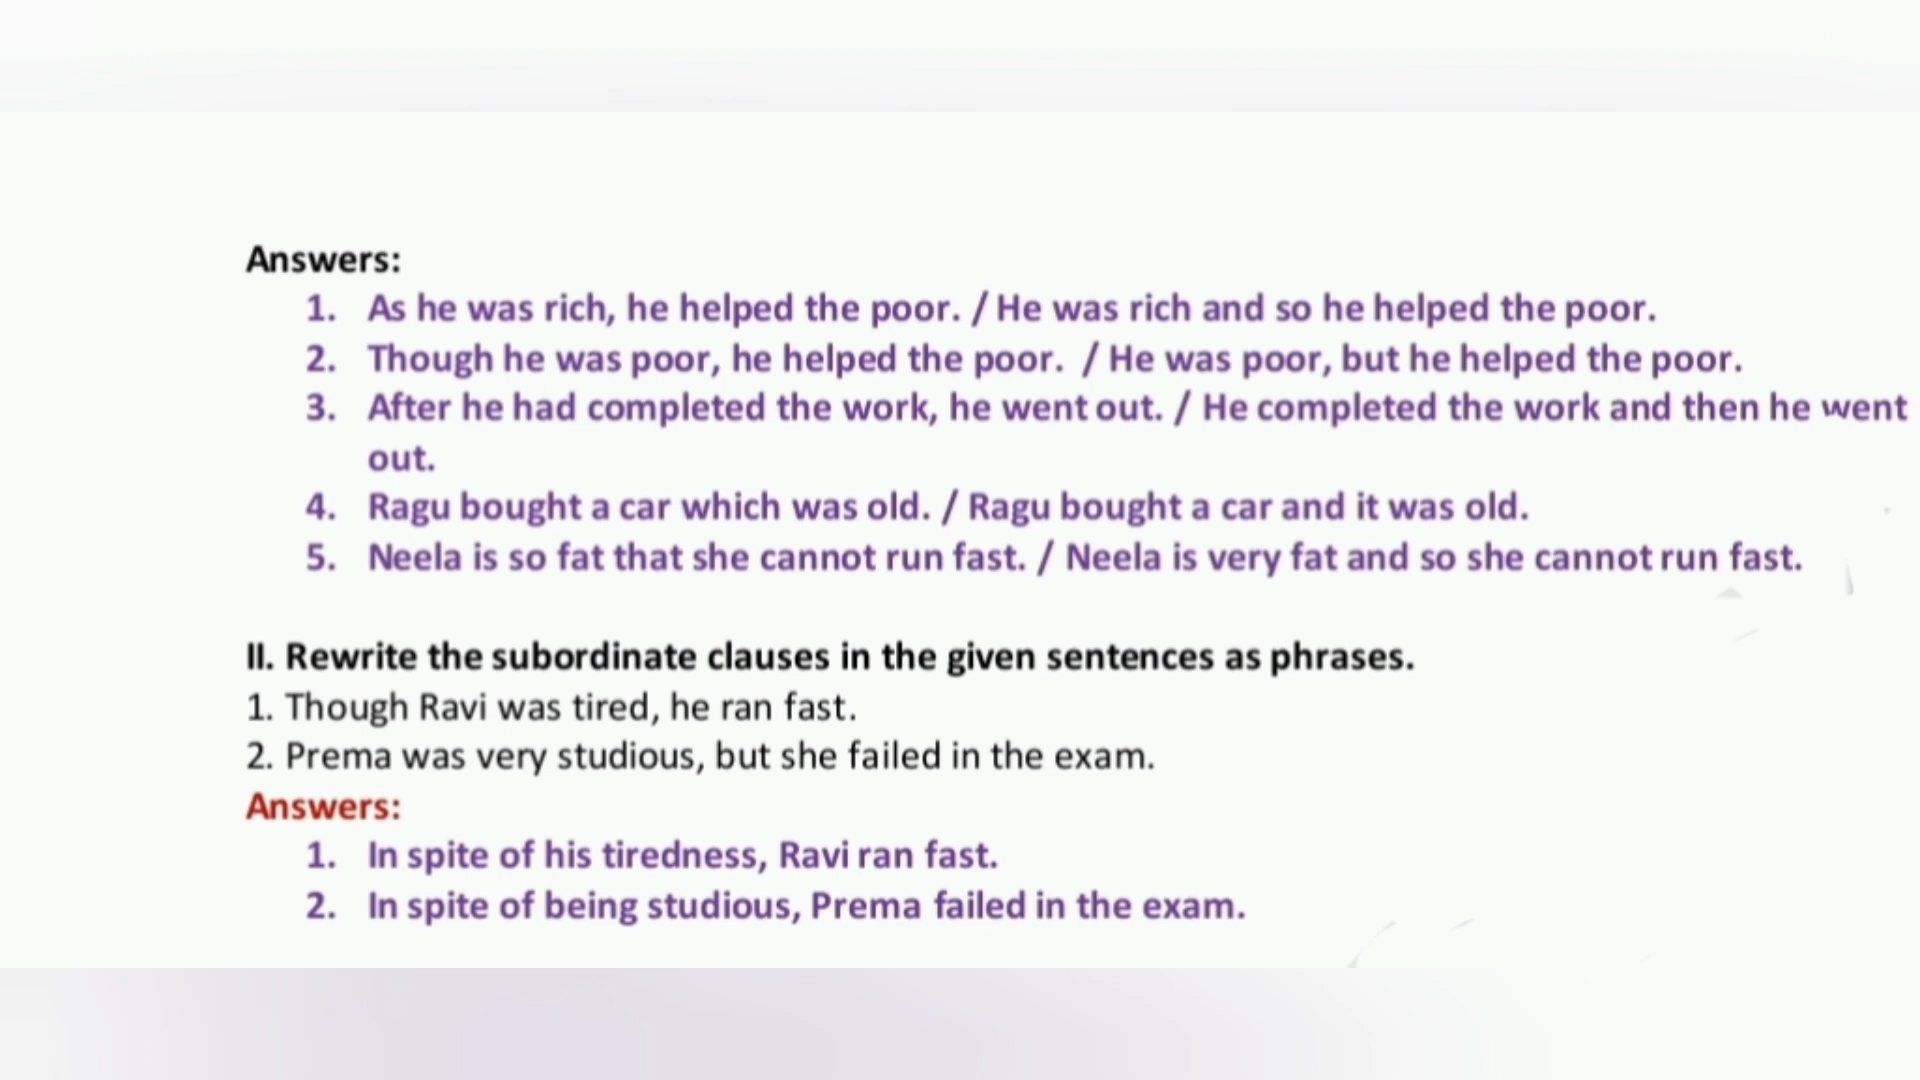 Answers:
1. As he was rich, he helped the poor. / He was rich and so he helped the poor.
2. Though he was poor, he helped the poor. / He was poor, but he helped the poor.
3. After he had completed the work, he went out. / He completed the work and then he went
out.
4. Ragu bought a car which was old. / Ragu bought a car and it was old.
5. Neela is so fat that she cannot run fast. / Neela is very fat and so she cannot run fast.
II. Rewrite the subordinate clauses in the given sentences as phrases.
1. Though Ravi was tired, he ran fast.
2. Prema was very studious, but she failed in the exam.
Answers:
1. In spite of his tiredness, Ravi ran fast.
2. In spite of being studious, Prema failed in the exam.